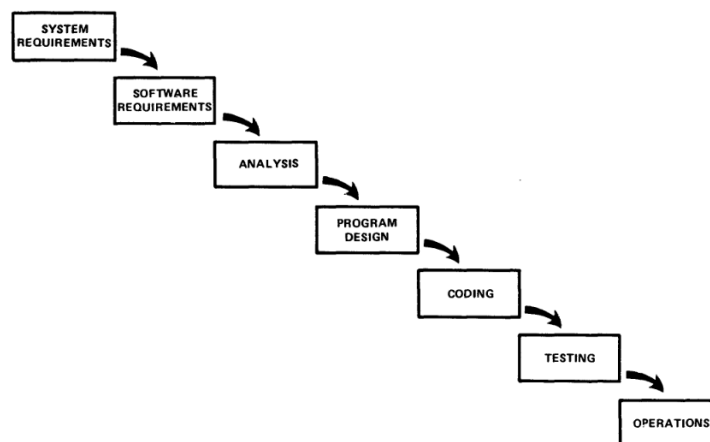 SYSTEM
REQUIREMENTS
SOFTWARE
REQUIREMENTS
ANALYSIS
PROGRAM
DESIGN
CODING
TESTING
OPERATIONS